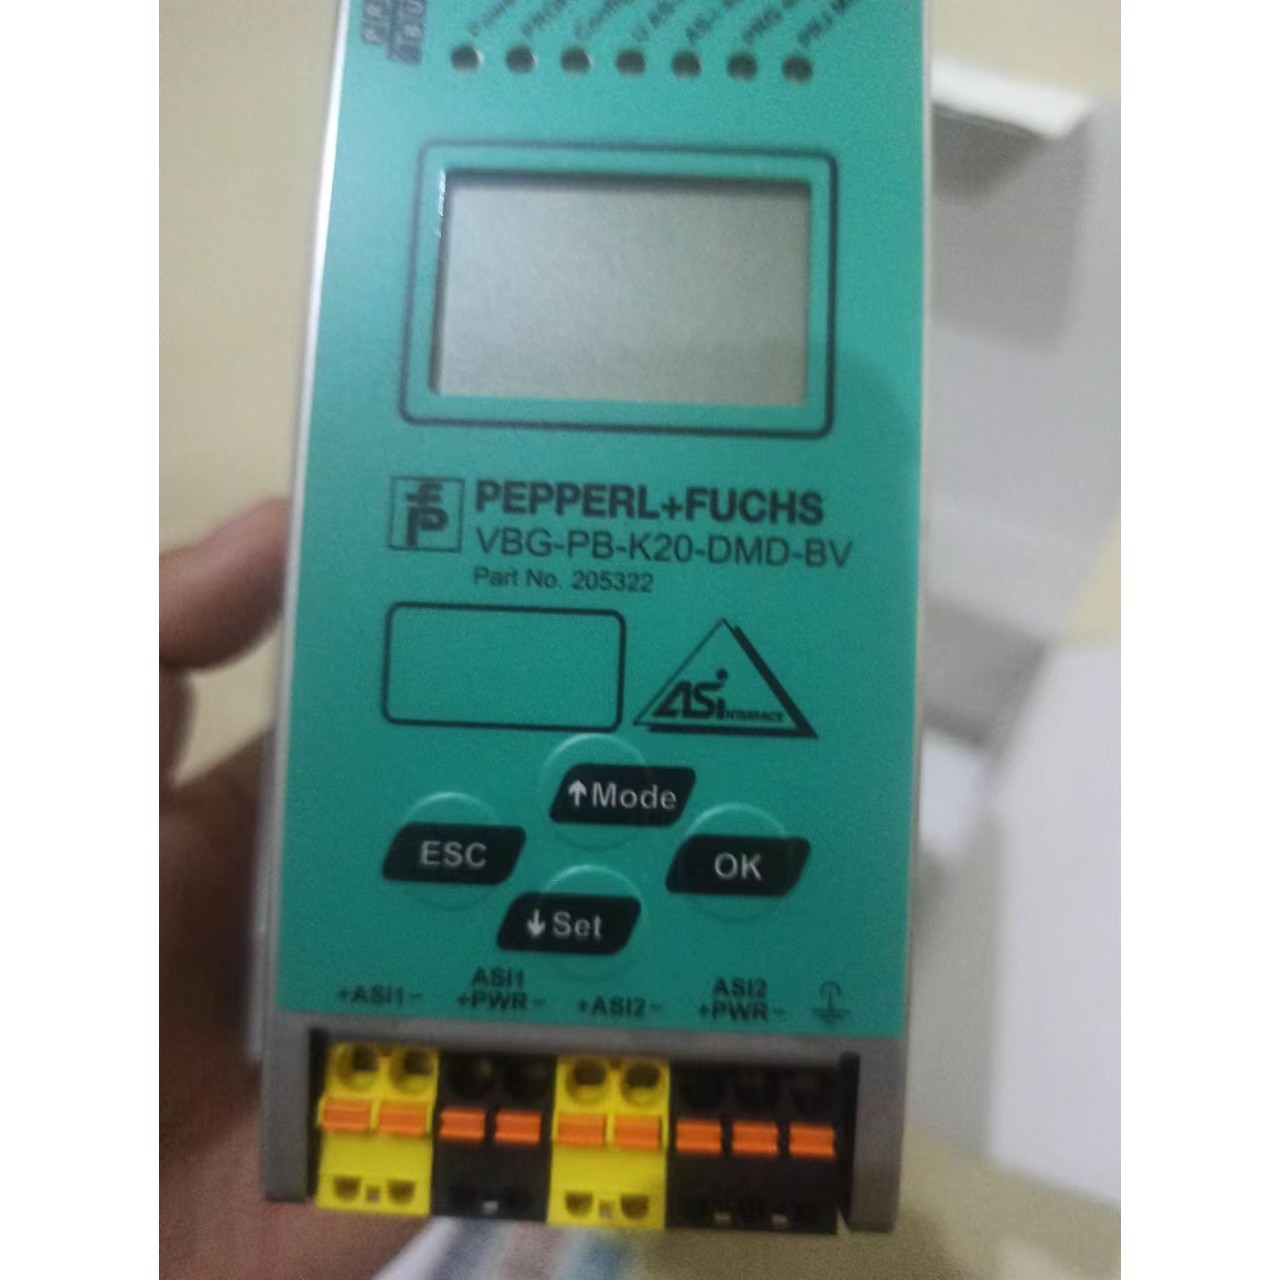 PEPPERL+FUCHS
VBG-PB-K20-DMD-BV
Part No. 205322
ASi INTERFACE
↑Mode
ESC
OK
↓Set
+ASI1-
ASI1
+PWR-
+ASI2-
ASI2
+PWR-